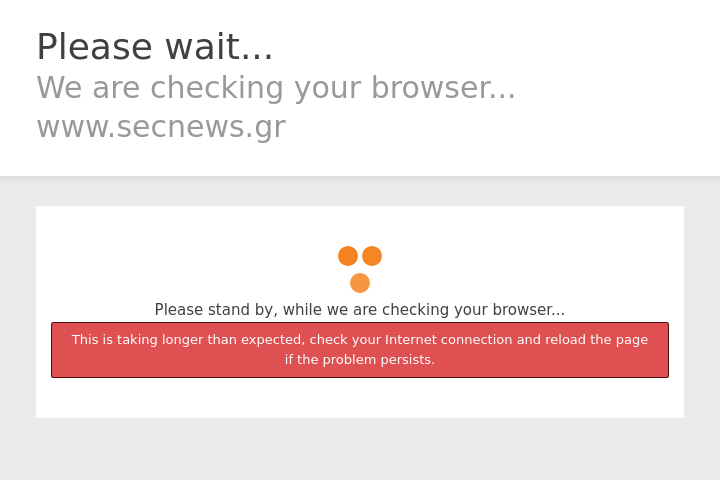 Please wait...
We are checking your browser...
www.secnews.gr
Please stand by, while we are checking your browser...
This is taking longer than expected, check your Internet connection and reload the page
if the problem persists.